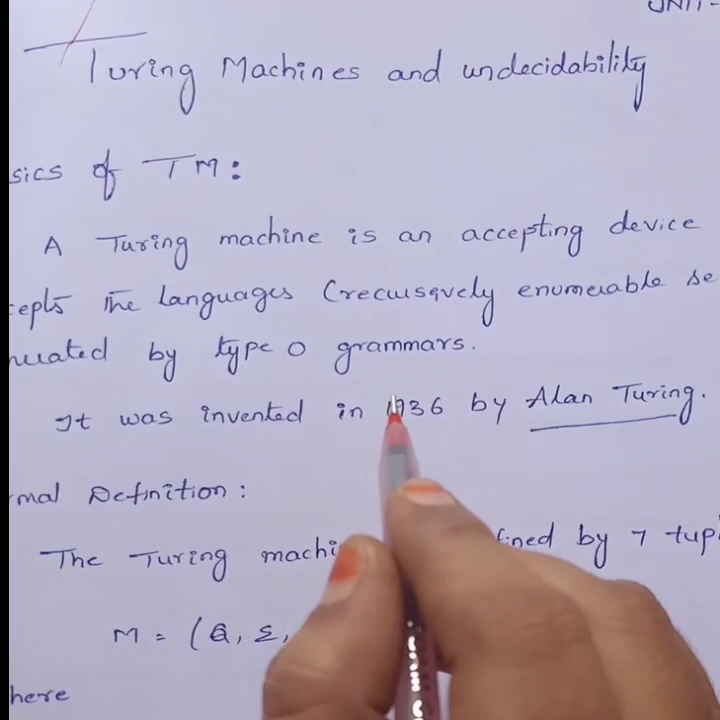 UNIT-
Turing Machines and undecidability
sics of TM:
A Turing machine is an accepting device
cepts The languages (recursively enumerable se
nerated by type 0 grammars.
It was invented in 1936 by Alan Turing.
rmal Definition:
The Turing machi fined by 7 tupl
M = (Q, Σ,
here